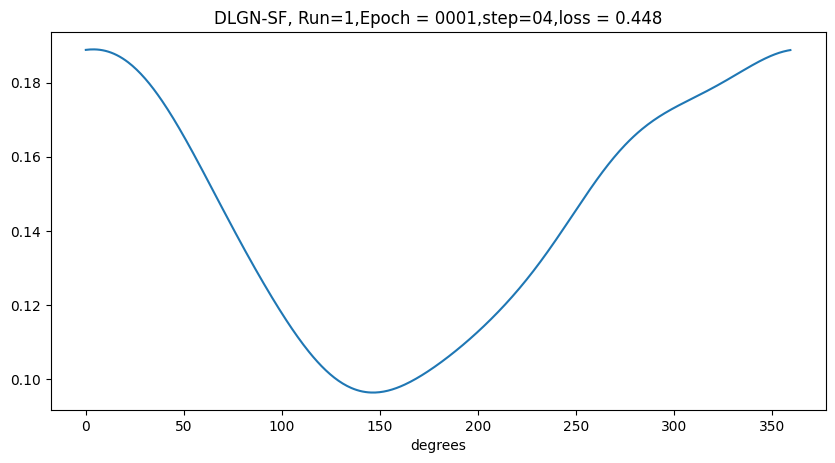 DLGN-SF, Run=1,Epoch = 0001,step=04,loss = 0.448
0.18
0.16
0.14
0.12
0.10
0 50 100 150 200 250 300 350
degrees